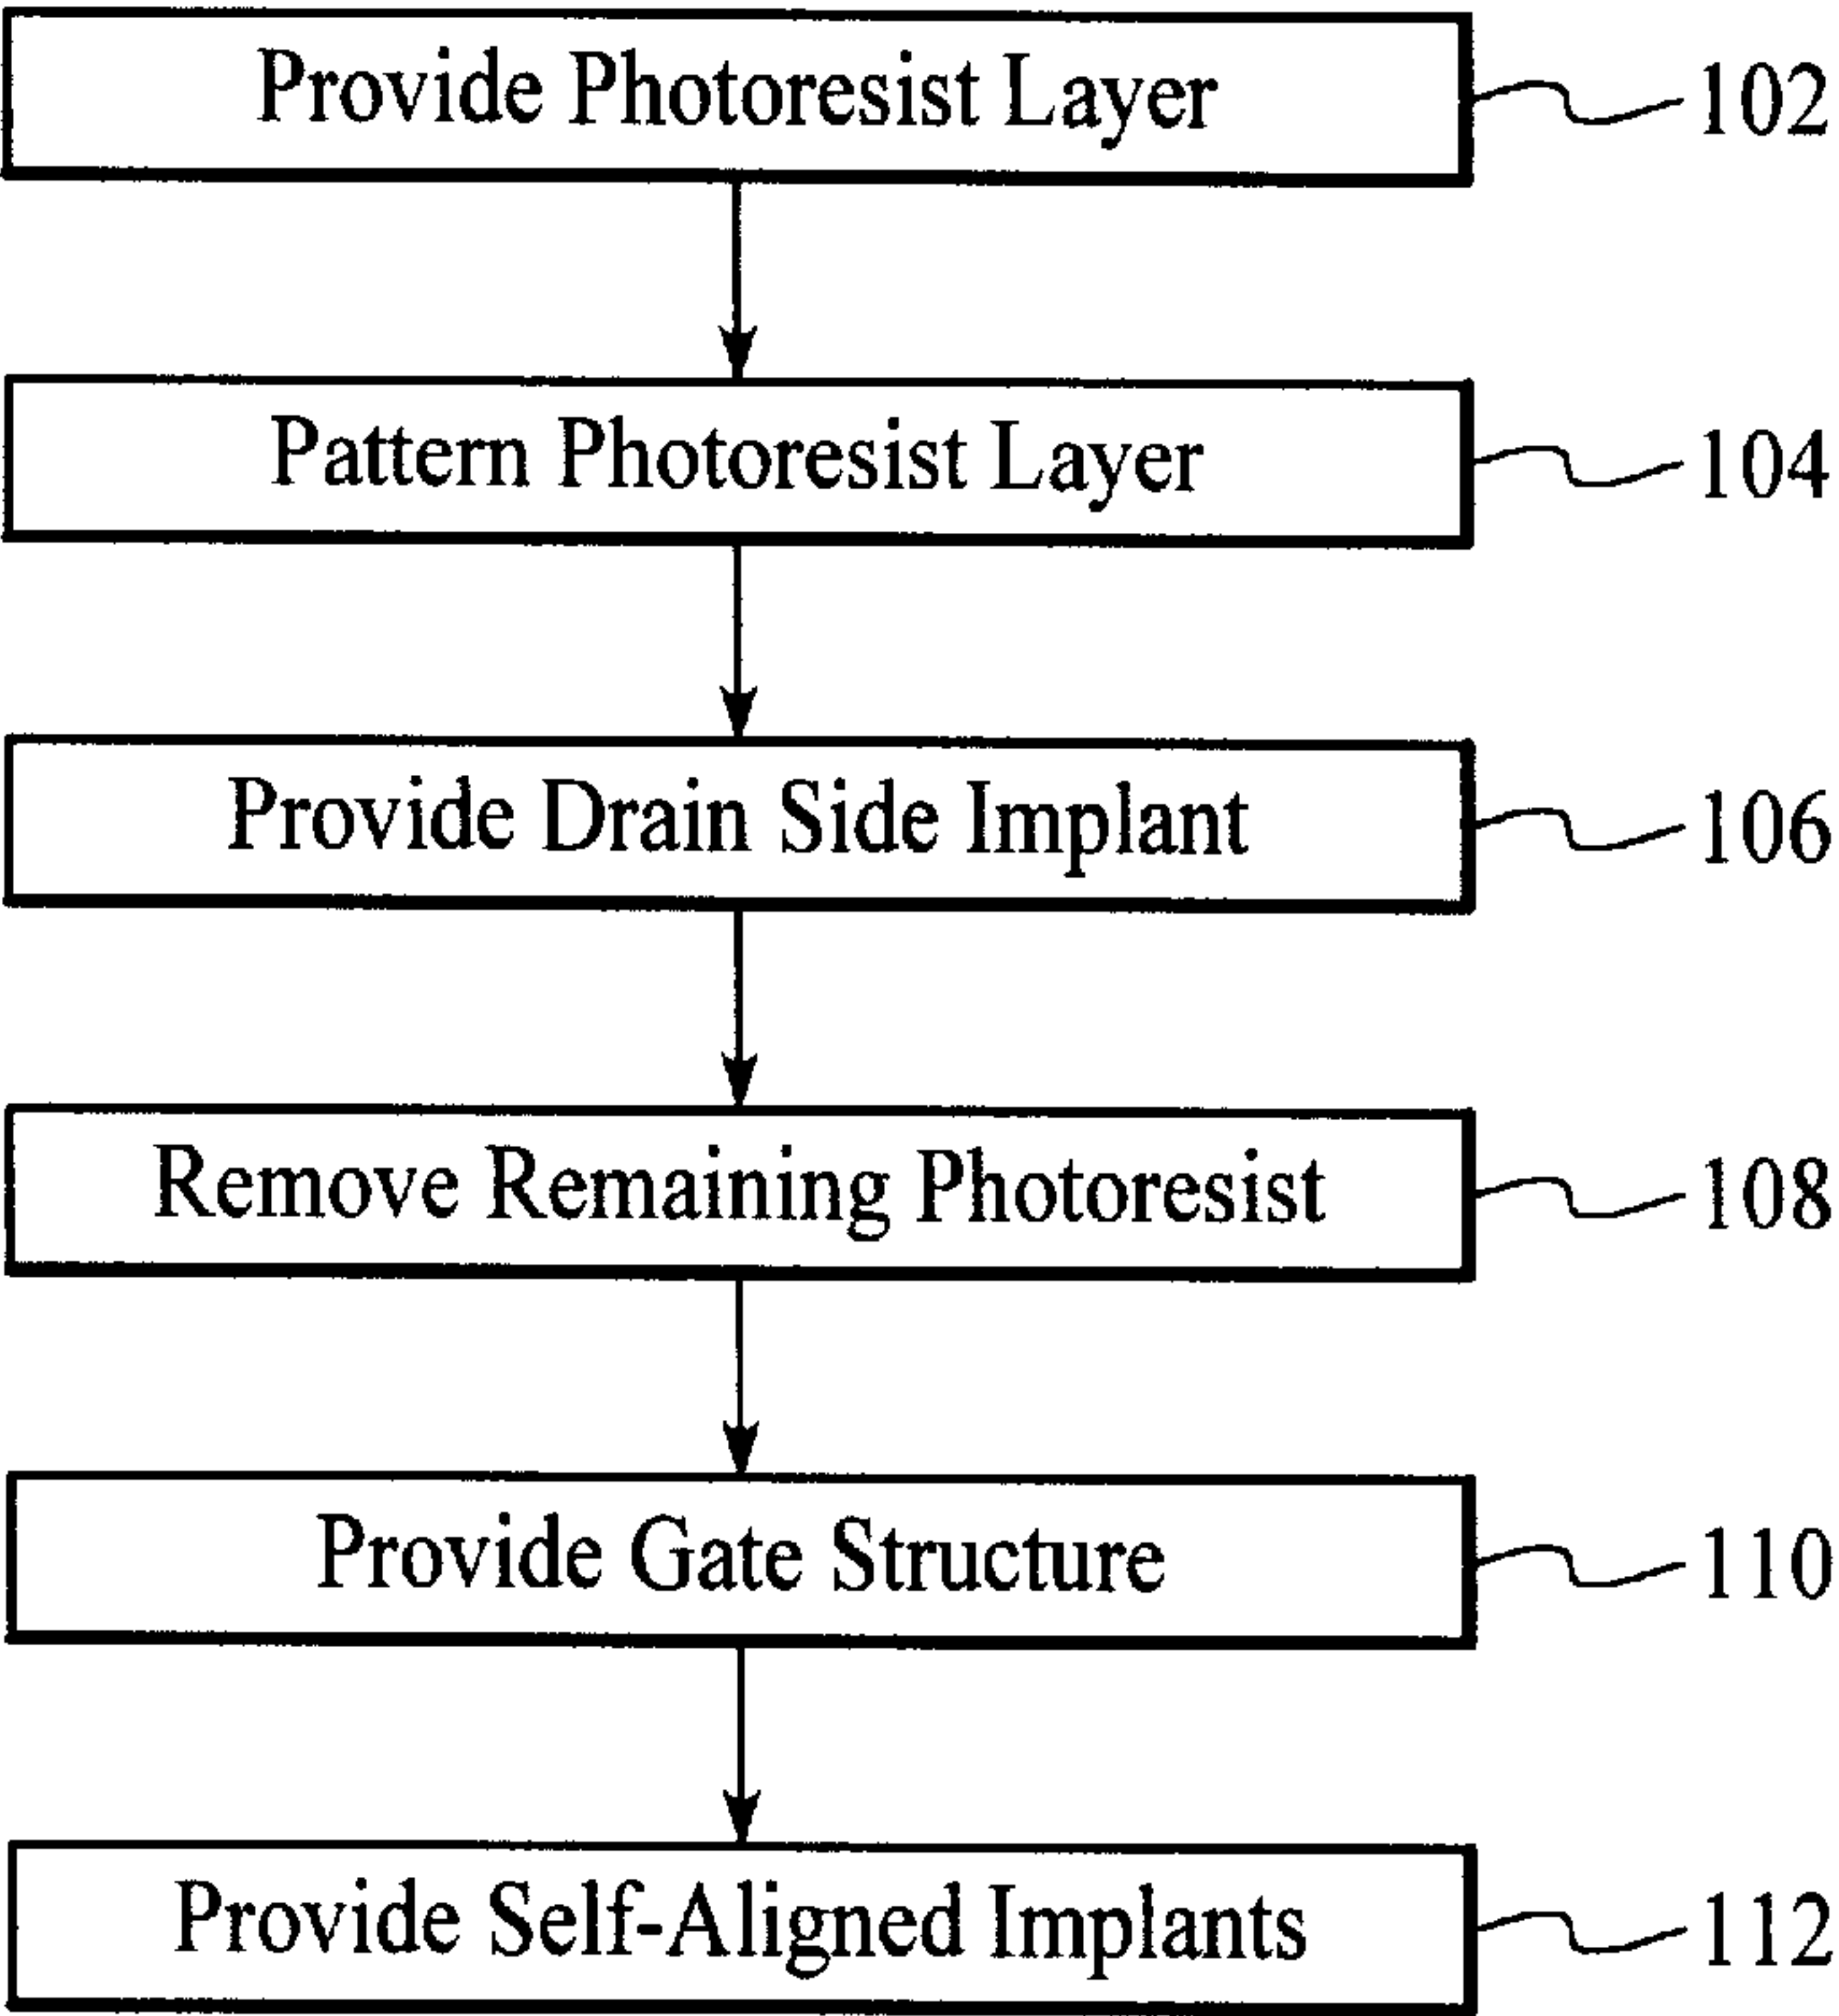 Provide Photoresist Layer 102
Pattern Photoresist Layer 104
Provide Drain Side Implant 106
Remove Remaining Photoresist 108
Provide Gate Structure 110
Provide Self-Aligned Implants 112